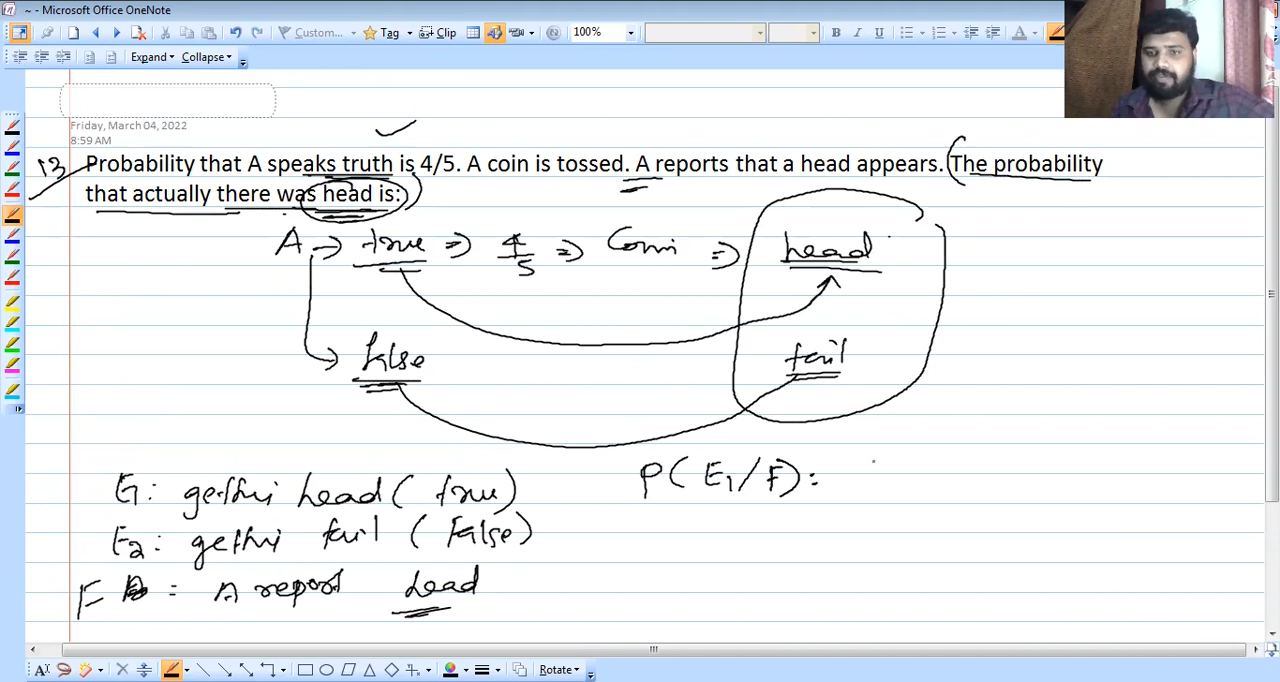 ~ - Microsoft Office OneNote
Custom... Tag Clip 100% B I U A
Expand Collapse
Friday, March 04, 2022
8:59 AM
13 Probability that A speaks truth is 4/5. A coin is tossed. A reports that a head appears. The probability
that actually there was head is:
A → true ⇒ 4/5 ⇒ Coin ⇒ head
false tail
E1: getting head (true) P(E1/F) =
E2: getting tail (False)
F = A report head
A Rotate